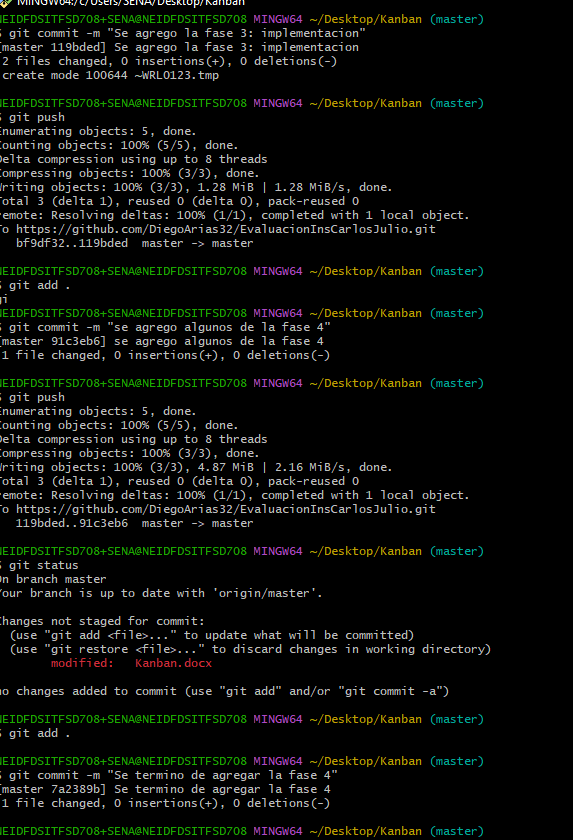 MINGW64:/c/Users/SENA/Desktop/Kanban
NEIDFDSITFSD708+SENA@NEIDFDSITFSD708 MINGW64 ~/Desktop/Kanban (master)
$ git commit -m "Se agrego la fase 3: implementacion"
[master 119bded] Se agrego la fase 3: implementacion
2 files changed, 0 insertions(+), 0 deletions(-)
create mode 100644 ~WRL0123.tmp
NEIDFDSITFSD708+SENA@NEIDFDSITFSD708 MINGW64 ~/Desktop/Kanban (master)
$ git push
Enumerating objects: 5, done.
Counting objects: 100% (5/5), done.
Delta compression using up to 8 threads
Compressing objects: 100% (3/3), done.
Writing objects: 100% (3/3), 1.28 MiB | 1.28 MiB/s, done.
Total 3 (delta 1), reused 0 (delta 0), pack-reused 0
remote: Resolving deltas: 100% (1/1), completed with 1 local object.
To https://github.com/DiegoArias32/EvaluacionInsCarlosJulio.git
bf9df32..119bded master -> master
NEIDFDSITFSD708+SENA@NEIDFDSITFSD708 MINGW64 ~/Desktop/Kanban (master)
$ git add .
gi
NEIDFDSITFSD708+SENA@NEIDFDSITFSD708 MINGW64 ~/Desktop/Kanban (master)
$ git commit -m "se agrego algunos de la fase 4"
[master 91c3eb6] se agrego algunos de la fase 4
1 file changed, 0 insertions(+), 0 deletions(-)
NEIDFDSITFSD708+SENA@NEIDFDSITFSD708 MINGW64 ~/Desktop/Kanban (master)
$ git push
Enumerating objects: 5, done.
Counting objects: 100% (5/5), done.
Delta compression using up to 8 threads
Compressing objects: 100% (3/3), done.
Writing objects: 100% (3/3), 4.87 MiB | 2.16 MiB/s, done.
Total 3 (delta 1), reused 0 (delta 0), pack-reused 0
remote: Resolving deltas: 100% (1/1), completed with 1 local object.
To https://github.com/DiegoArias32/EvaluacionInsCarlosJulio.git
119bded..91c3eb6 master -> master
NEIDFDSITFSD708+SENA@NEIDFDSITFSD708 MINGW64 ~/Desktop/Kanban (master)
$ git status
On branch master
Your branch is up to date with 'origin/master'.
Changes not staged for commit:
(use "git add <file>..." to update what will be committed)
(use "git restore <file>..." to discard changes in working directory)
modified: Kanban.docx
no changes added to commit (use "git add" and/or "git commit -a")
NEIDFDSITFSD708+SENA@NEIDFDSITFSD708 MINGW64 ~/Desktop/Kanban (master)
$ git add .
NEIDFDSITFSD708+SENA@NEIDFDSITFSD708 MINGW64 ~/Desktop/Kanban (master)
$ git commit -m "Se termino de agregar la fase 4"
[master 7a2389b] Se termino de agregar la fase 4
1 file changed, 0 insertions(+), 0 deletions(-)
NEIDFDSITFSD708+SENA@NEIDFDSITFSD708 MINGW64 ~/Desktop/Kanban (master)